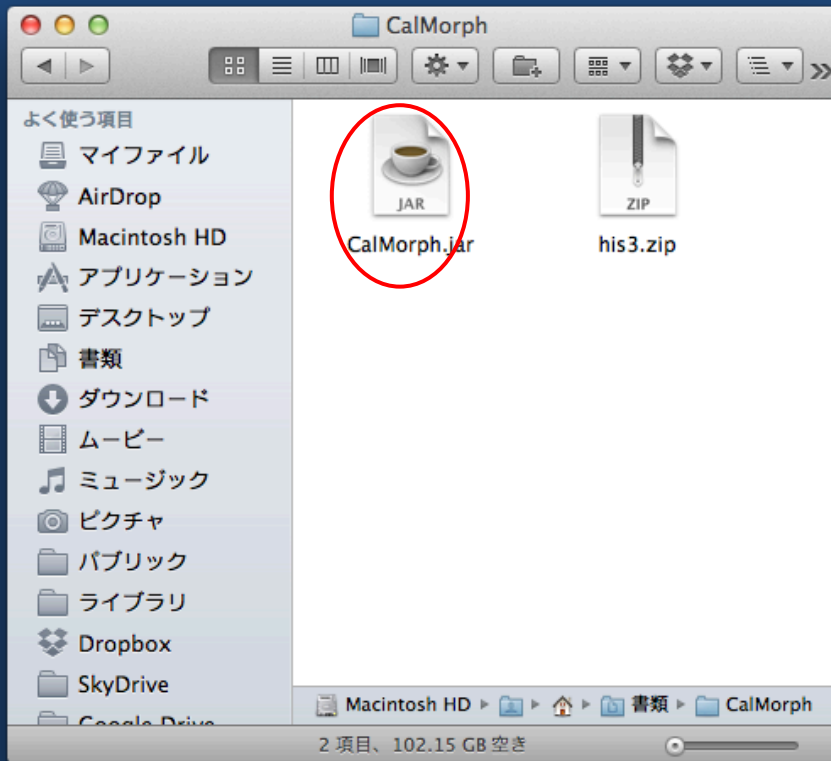 CalMorph
よく使う項目
マイファイル
AirDrop
Macintosh HD
アプリケーション
デスクトップ
書類
ダウンロード
ムービー
ミュージック
ピクチャ
パブリック
ライブラリ
Dropbox
SkyDrive
Google Drive
JAR
CalMorph.jar
ZIP
his3.zip
Macintosh HD ▸ ▸ ▸ 書類 ▸ CalMorph
2 項目、102.15 GB 空き